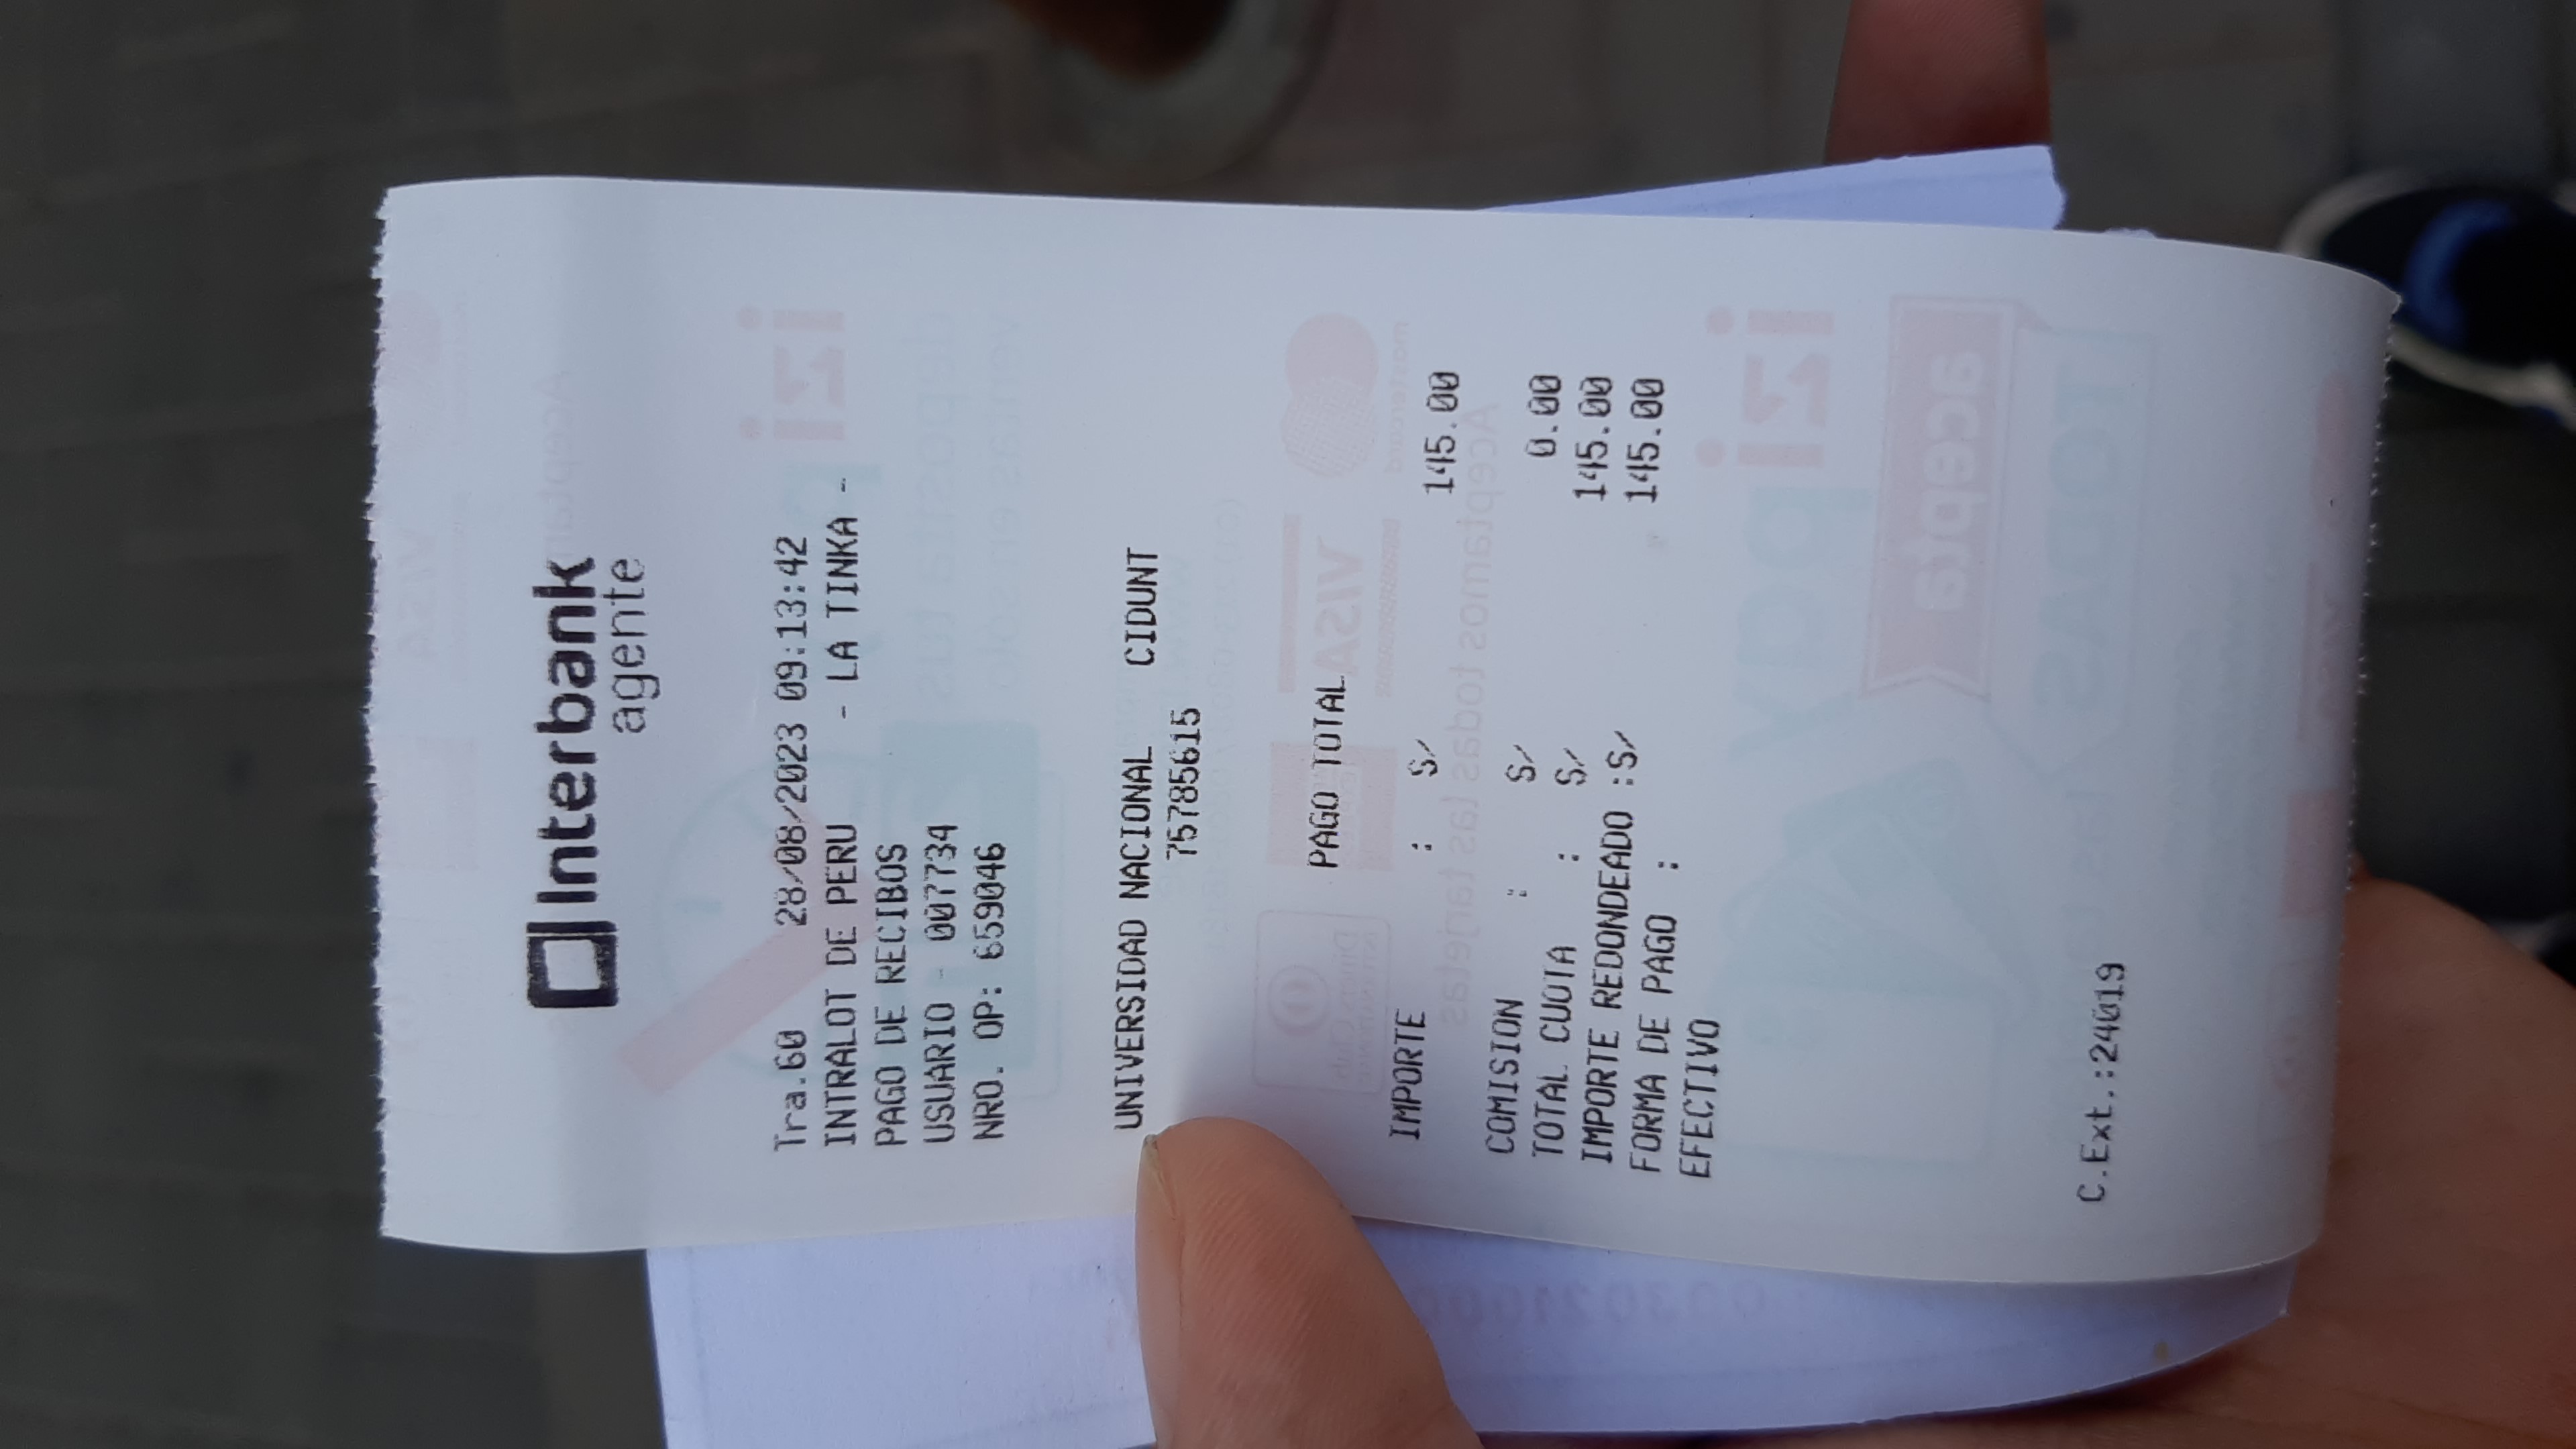 Interbank
agente
Tra.60 28/08/2023 09:13:42
INTRALOT DE PERU - LA TINKA -
PAGO DE RECIBOS
USUARIO - 007734
NRO. OP: 659046
UNIVERSIDAD NACIONAL CIDUNT
75785615
PAGO TOTAL
IMPORTE : S/ 145.00
COMISION : S/ 0.00
TOTAL CUOTA : S/ 145.00
IMPORTE REDONDEADO :S/ 145.00
FORMA DE PAGO :
EFECTIVO
C.Ext.:24019